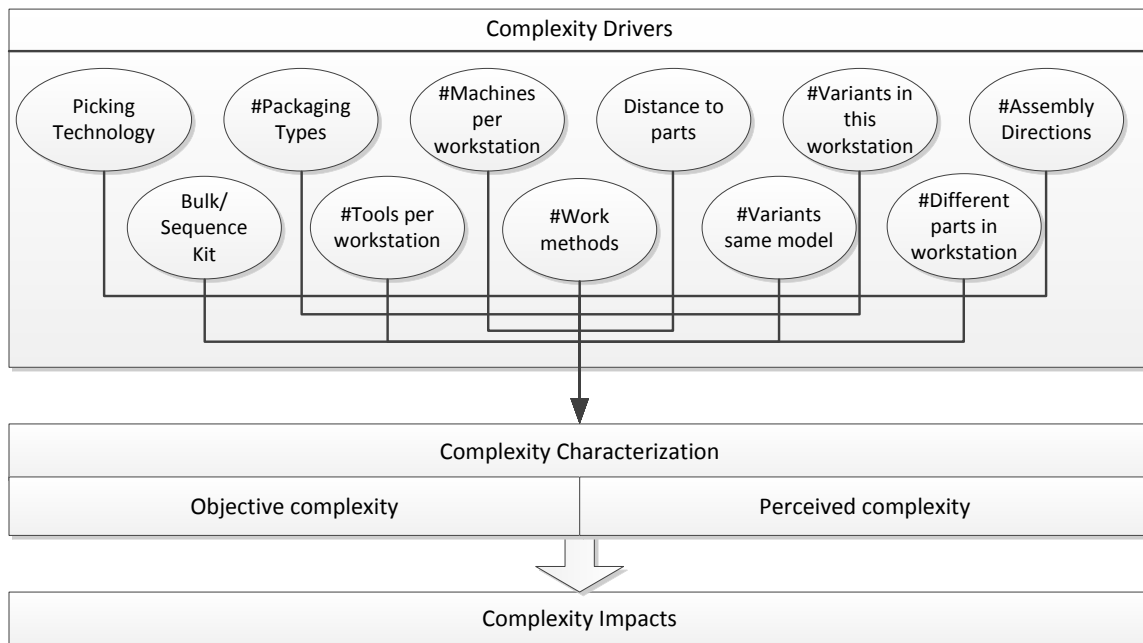 Complexity Drivers
Picking
Technology
#Packaging
Types
#Machines
per
workstation
Distance to
parts
#Variants in
this
workstation
#Assembly
Directions
Bulk/
Sequence
Kit
#Tools per
workstation
#Work
methods
#Variants
same model
#Different
parts in
workstation
Complexity Characterization
Objective complexity
Perceived complexity
Complexity Impacts